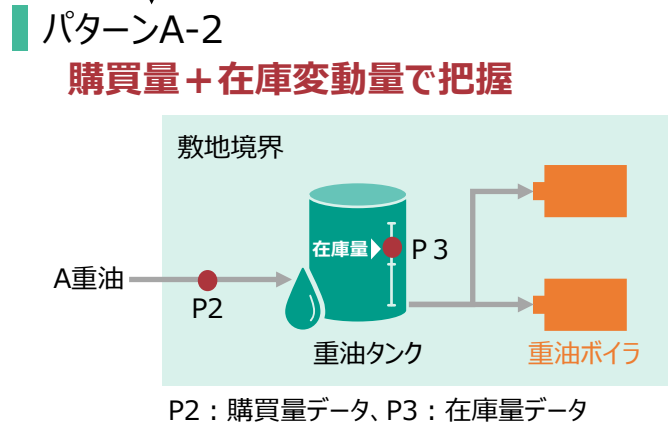 パターンA-2
購買量＋在庫変動量で把握
敷地境界
在庫量
P３
A重油
P2
重油タンク
重油ボイラ
P2：購買量データ、P3：在庫量データ